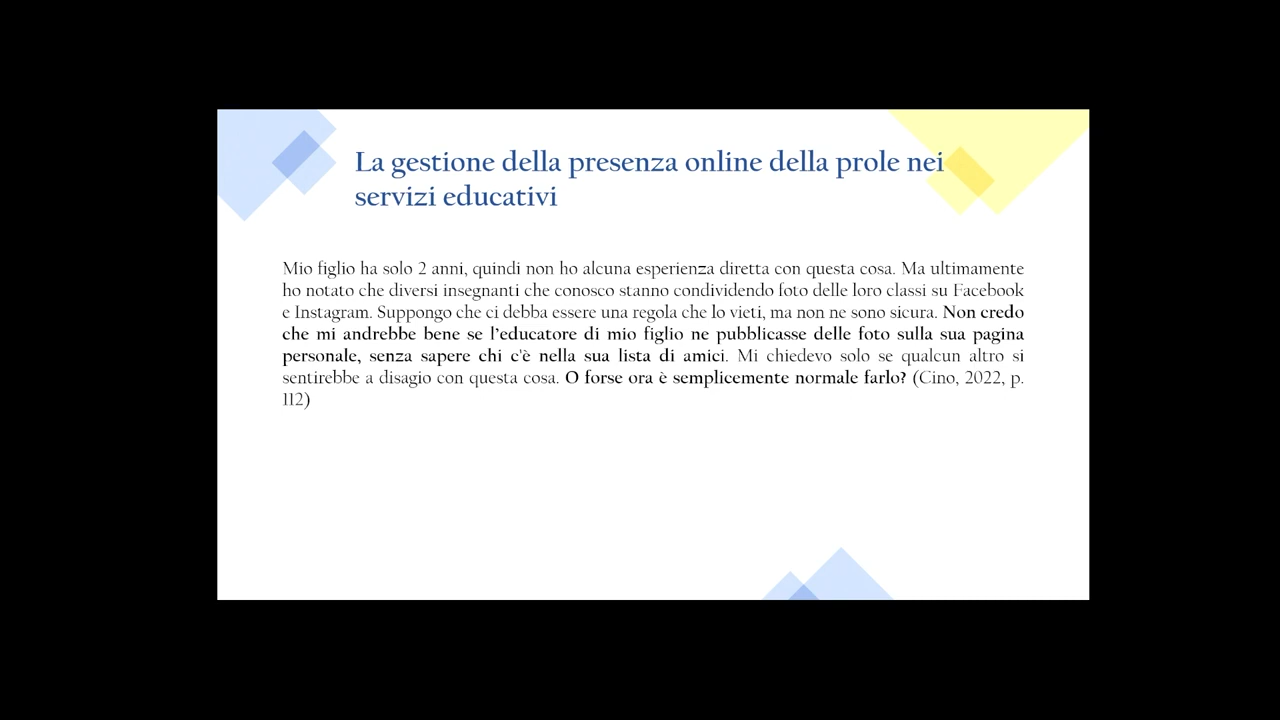 La gestione della presenza online della prole nei
servizi educativi
Mio figlio ha solo 2 anni, quindi non ho alcuna esperienza diretta con questa cosa. Ma ultimamente
ho notato che diversi insegnanti che conosco stanno condividendo foto delle loro classi su Facebook
e Instagram. Suppongo che ci debba essere una regola che lo vieti, ma non ne sono sicura. Non credo
che mi andrebbe bene se l’educatore di mio figlio ne pubblicasse delle foto sulla sua pagina
personale, senza sapere chi c'è nella sua lista di amici. Mi chiedevo solo se qualcun altro si
sentirebbe a disagio con questa cosa. O forse ora è semplicemente normale farlo? (Cino, 2022, p.
112)